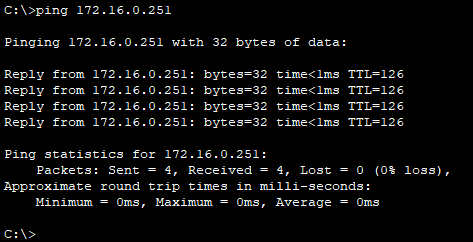 C:\>ping 172.16.0.251
Pinging 172.16.0.251 with 32 bytes of data:
Reply from 172.16.0.251: bytes=32 time<1ms TTL=126
Reply from 172.16.0.251: bytes=32 time<1ms TTL=126
Reply from 172.16.0.251: bytes=32 time<1ms TTL=126
Reply from 172.16.0.251: bytes=32 time<1ms TTL=126
Ping statistics for 172.16.0.251:
    Packets: Sent = 4, Received = 4, Lost = 0 (0% loss),
Approximate round trip times in milli-seconds:
    Minimum = 0ms, Maximum = 0ms, Average = 0ms
C:\>